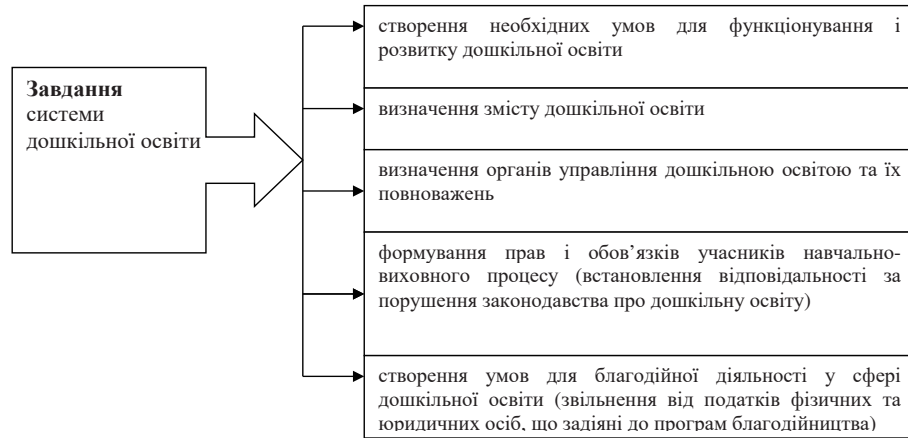 Завдання
системи
дошкільної освіти
створення необхідних умов для функціонування і
розвитку дошкільної освіти
визначення змісту дошкільної освіти
визначення органів управління дошкільною освітою та їх
повноважень
формування прав і обов’язків учасників навчально-
виховного процесу (встановлення відповідальності за
порушення законодавства про дошкільну освіту)
створення умов для благодійної діяльності у сфері
дошкільної освіти (звільнення від податків фізичних та
юридичних осіб, що задіяні до програм благодійництва)